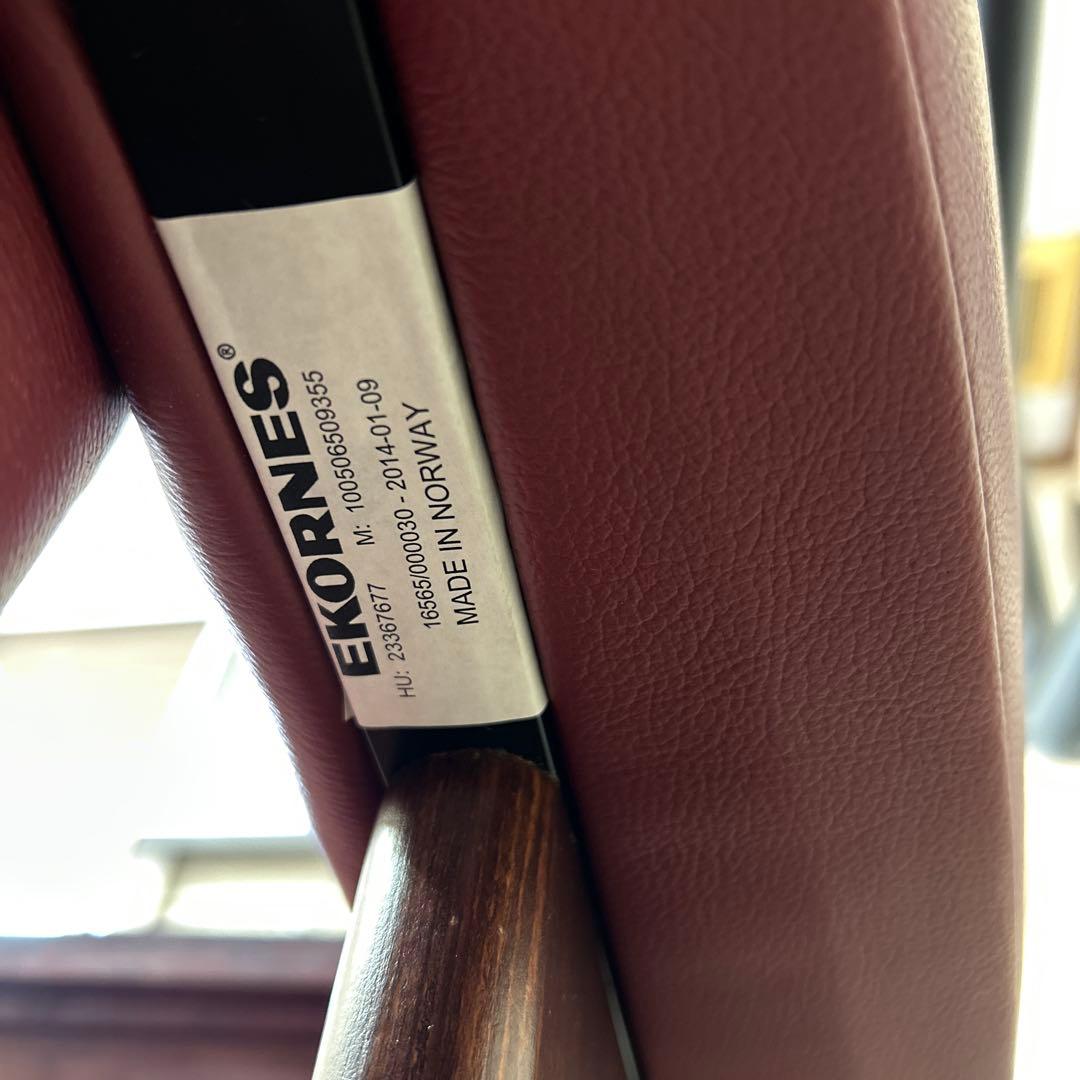 EKORNES®
HU: 23367677 M: 100506509355
16565/000030 - 2014-01-09
MADE IN NORWAY